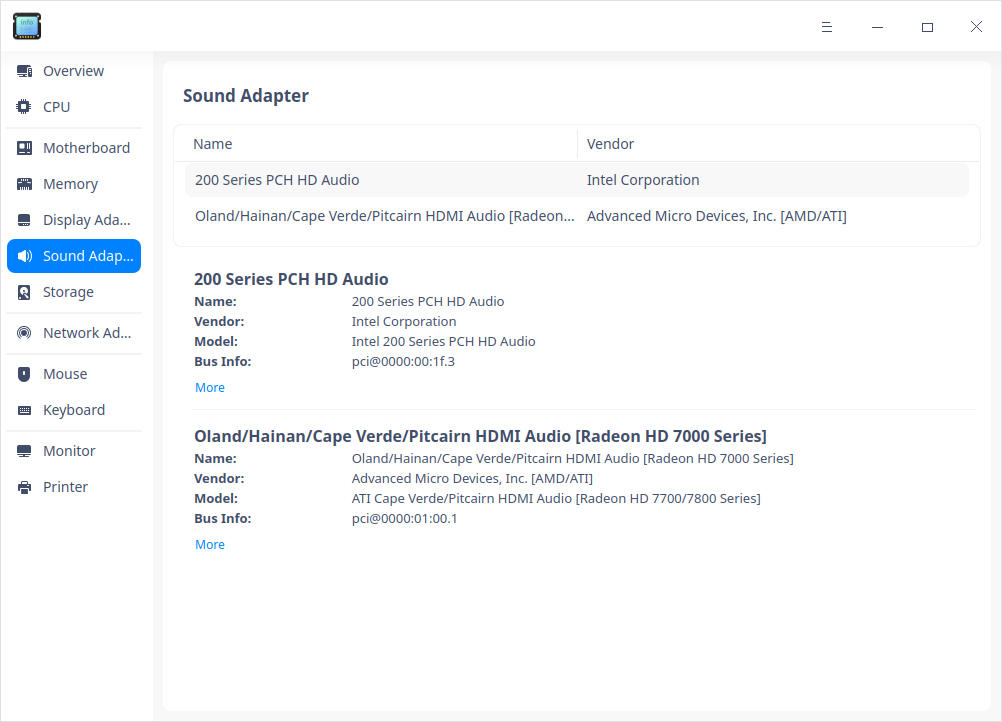 info
Overview
CPU
Motherboard
Memory
Display Ada...
Sound Adap...
Storage
Network Ad...
Mouse
Keyboard
Monitor
Printer
Sound Adapter
Name Vendor
200 Series PCH HD Audio Intel Corporation
Oland/Hainan/Cape Verde/Pitcairn HDMI Audio [Radeon... Advanced Micro Devices, Inc. [AMD/ATI]
200 Series PCH HD Audio
Name: 200 Series PCH HD Audio
Vendor: Intel Corporation
Model: Intel 200 Series PCH HD Audio
Bus Info: pci@0000:00:1f.3
More
Oland/Hainan/Cape Verde/Pitcairn HDMI Audio [Radeon HD 7000 Series]
Name: Oland/Hainan/Cape Verde/Pitcairn HDMI Audio [Radeon HD 7000 Series]
Vendor: Advanced Micro Devices, Inc. [AMD/ATI]
Model: ATI Cape Verde/Pitcairn HDMI Audio [Radeon HD 7700/7800 Series]
Bus Info: pci@0000:01:00.1
More